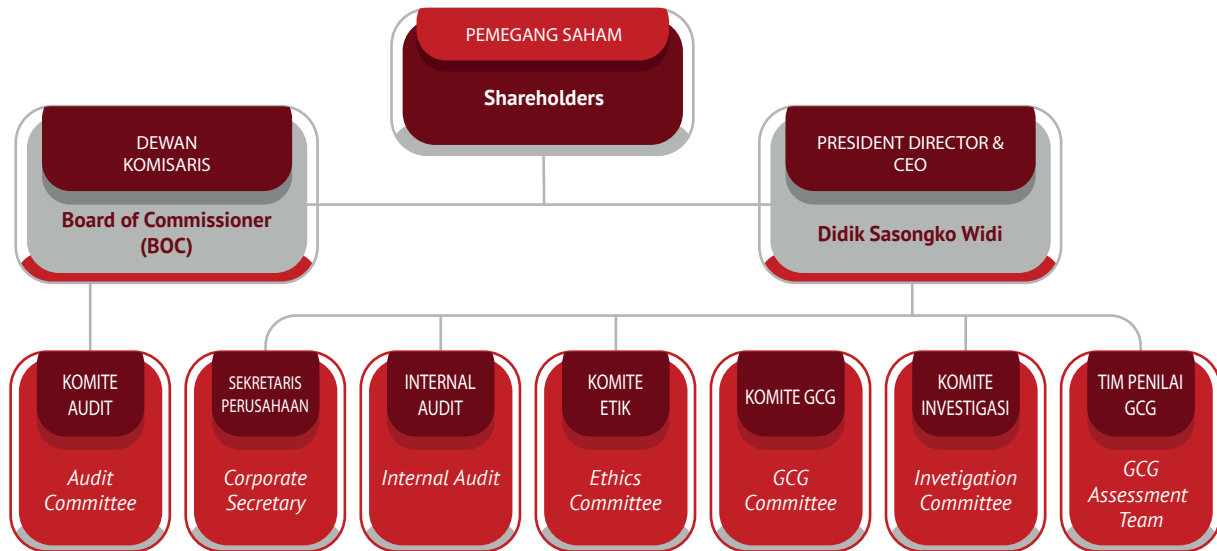 PEMEGANG SAHAM
Shareholders
DEWAN
KOMISARIS
Board of Commissioner
(BOC)
PRESIDENT DIRECTOR &
CEO
Didik Sasongko Widi
KOMITE
AUDIT
Audit
Committee
SEKRETARIS
PERUSAHAAN
Corporate
Secretary
INTERNAL
AUDIT
Internal Audit
KOMITE
ETIK
Ethics
Committee
KOMITE GCG
GCG
Committee
KOMITE
INVESTIGASI
Invetigation
Committee
TIM PENILAI
GCG
GCG
Assessment
Team